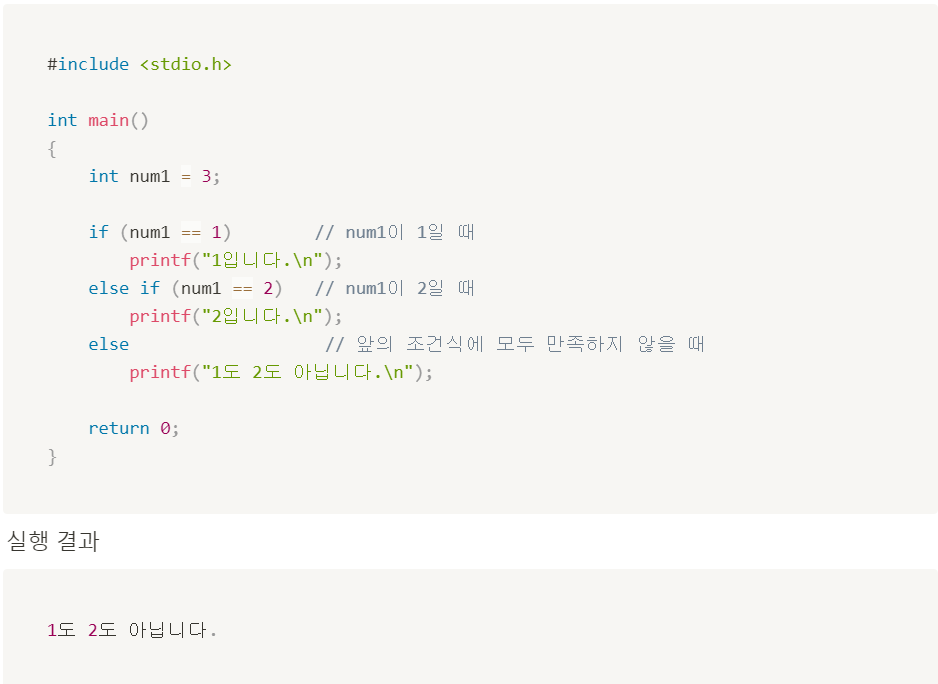 #include <stdio.h>
int main()
{
    int num1 = 3;
    if (num1 == 1)        // num1이 1일 때
        printf("1입니다.\n");
    else if (num1 == 2)   // num1이 2일 때
        printf("2입니다.\n");
    else                   // 앞의 조건식에 모두 만족하지 않을 때
        printf("1도 2도 아닙니다.\n");
    return 0;
}
실행 결과
1도 2도 아닙니다.